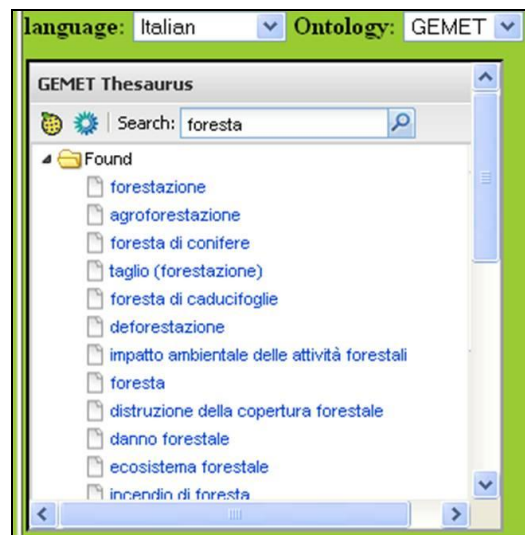 language: Italian Ontology: GEMET
GEMET Thesaurus
Search: foresta
Found
forestazione
agroforestazione
foresta di conifere
taglio (forestazione)
foresta di caducifoglie
deforestazione
impatto ambientale delle attività forestali
foresta
distruzione della copertura forestale
danno forestale
ecosistema forestale
incendio di foresta